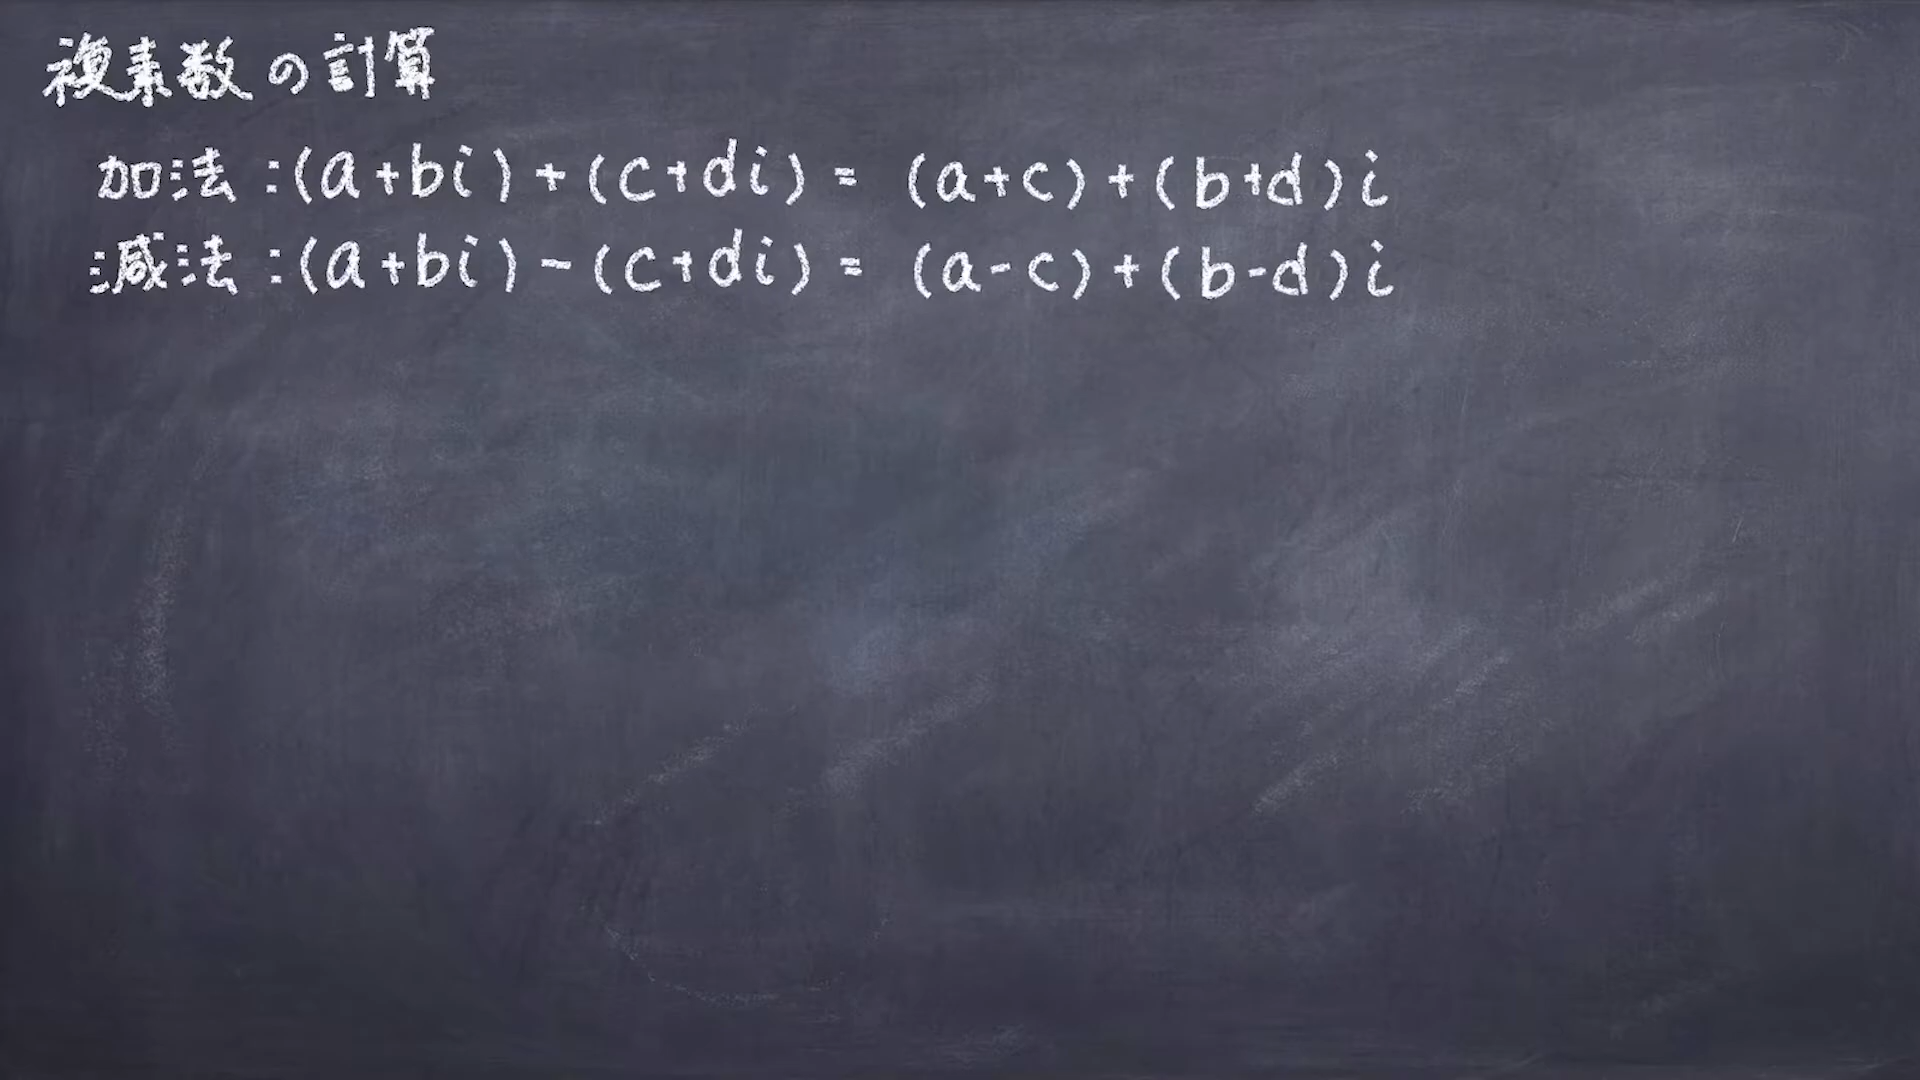 複素数の計算
加法:(a+bi)+(c+di)= (a+c)+(b+d)i
減法:(a+bi)-(c+di)= (a-c)+(b-d)i